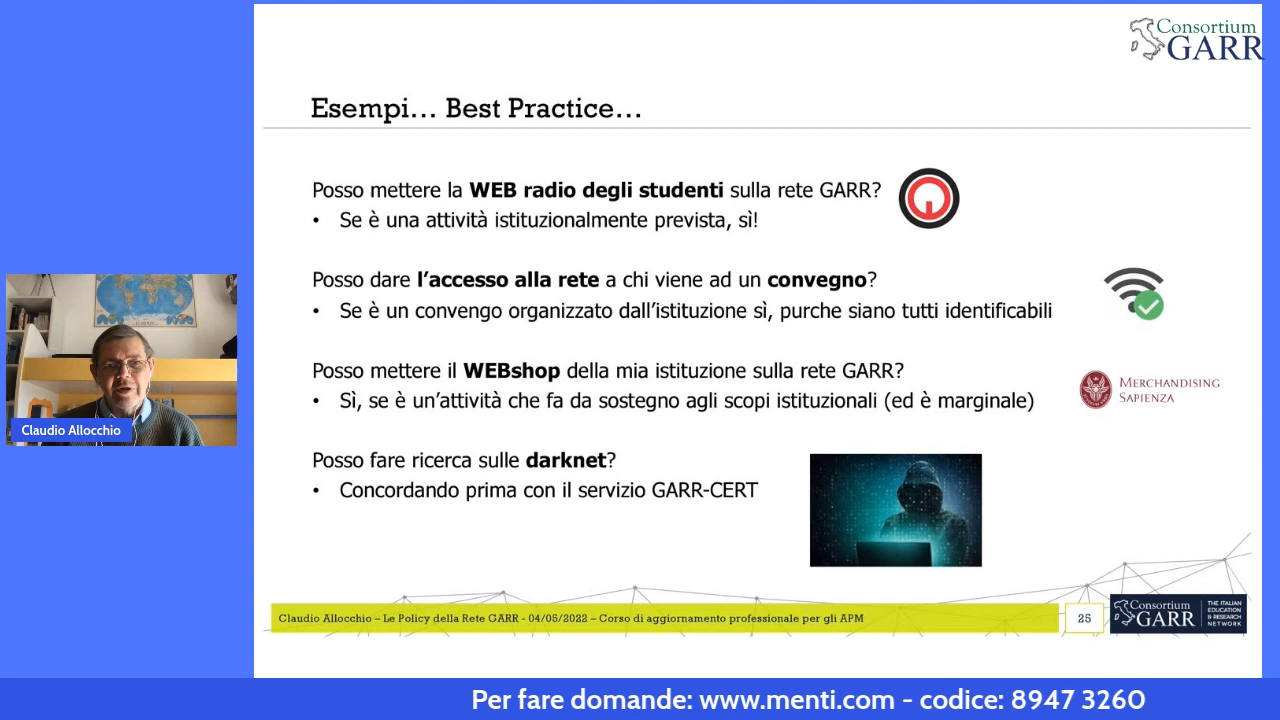 Consortium
GARR
Esempi... Best Practice...
Posso mettere la WEB radio degli studenti sulla rete GARR?
• Se è una attività istituzionalmente prevista, sì!
Posso dare l'accesso alla rete a chi viene ad un convegno?
• Se è un convengo organizzato dall'istituzione sì, purche siano tutti identificabili
Posso mettere il WEBshop della mia istituzione sulla rete GARR?
• Sì, se è un'attività che fa da sostegno agli scopi istituzionali (ed è marginale)
MERCHANDISING
SAPIENZA
Claudio Allocchio
Posso fare ricerca sulle darknet?
• Concordando prima con il servizio GARR-CERT
Claudio Allocchio – Le Policy della Rete GARR - 04/05/2022 – Corso di aggiornamento professionale per gli APM
25
Consortium
GARR
THE ITALIAN
EDUCATION
& RESEARCH
NETWORK
Per fare domande: www.menti.com - codice: 8947 3260